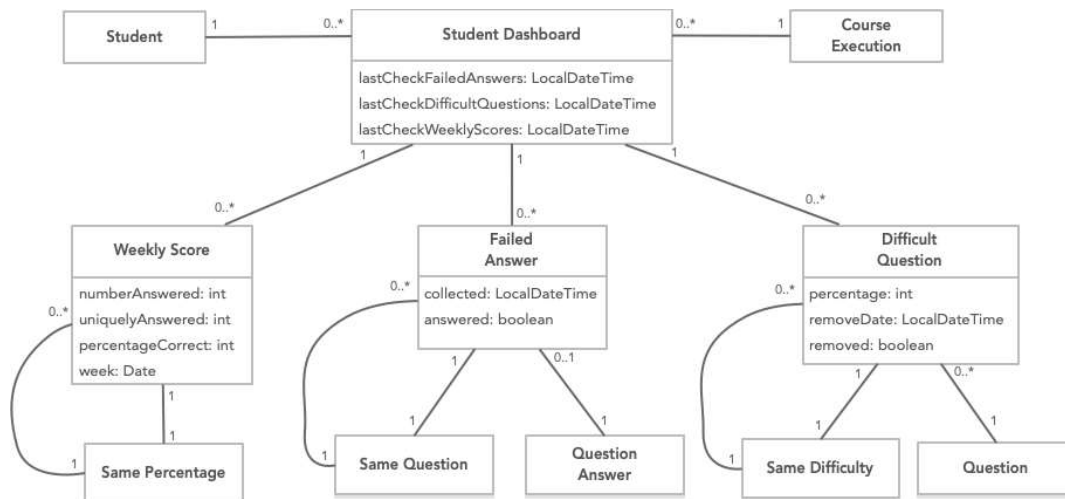 Student
1
0..*
Student Dashboard
0..*
1
Course
Execution
lastCheckFailedAnswers: LocalDateTime
lastCheckDifficultQuestions: LocalDateTime
lastCheckWeeklyScores: LocalDateTime
1
1
1
0..*
0..*
0..*
Weekly Score
numberAnswered: int
uniquelyAnswered: int
percentageCorrect: int
week: Date
0..*
1
1
1
Same Percentage
Failed
Answer
collected: LocalDateTime
answered: boolean
0..*
1
0..1
1
1
1
Same Question
Question
Answer
Difficult
Question
percentage: int
removeDate: LocalDateTime
removed: boolean
0..*
1
0..*
1
1
1
Same Difficulty
Question